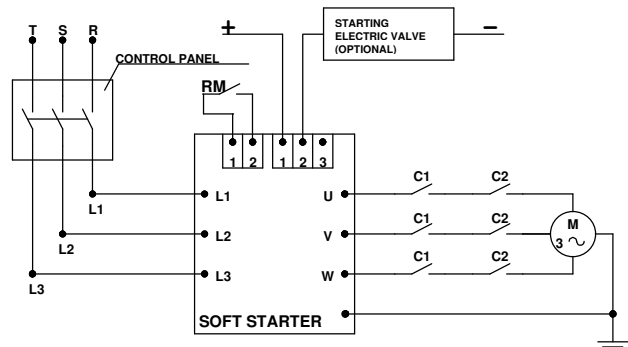 T S R
+
STARTING
ELECTRIC VALVE
(OPTIONAL)
−
CONTROL PANEL
RM
1 2 1 2 3
L1 L1 U C1 C2
M
3 ~
L2 L2 V C1 C2
L3 L3 W C1 C2
SOFT STARTER